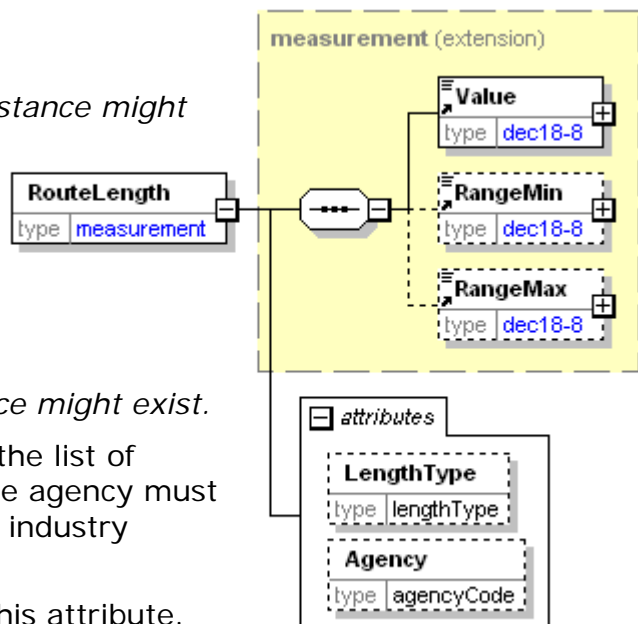 measurement (extension)
stance might
Value
type dec18-8
RouteLength
type measurement
RangeMin
type dec18-8
RangeMax
type dec18-8
ce might exist.
attributes
the list of
e agency must
industry
LengthType
type lengthType
Agency
type agencyCode
his attribute.